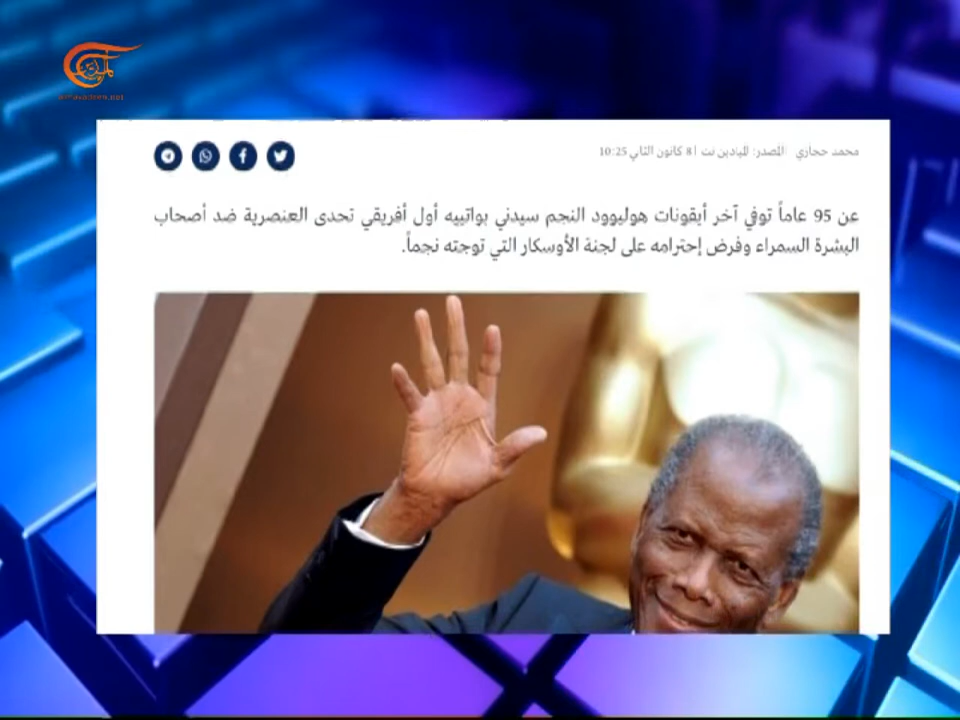 الميادين
محمد حجازي المصدر: الميادين نت | 8 كانون الثاني 10:25
عن 95 عاماً توفي آخر أيقونات هوليوود النجم سيدني بواتييه أول أفريقي تحدى العنصرية ضد أصحاب
البشرة السمراء وفرض إحترامه على لجنة الأوسكار التي توجته نجماً.